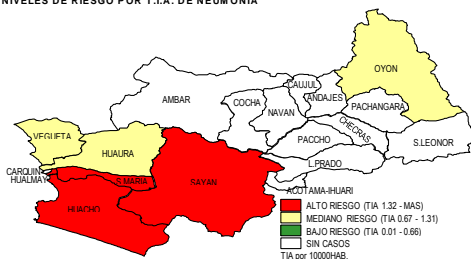 NIVELES DE RIESGO POR T.I.A. DE NEUMONIA
OYON
CAUJUL
AMBAR
ANDAJES
COCHA
NAVAN
PACHANGARA
CHECRAS
VEGUETA
HUAURA
PACCHO
S.LEONOR
CARQUIN
HUALMAY
S.MARIA
SAYAN
L.PRADO
ACOTAMA-IHUARI
HUACHO
ALTO RIESGO (TIA 1.32 - MAS)
MEDIANO RIESGO (TIA 0.67 - 1.31)
BAJO RIESGO (TIA 0.01 - 0.66)
SIN CASOS
TIA por 10000HAB.